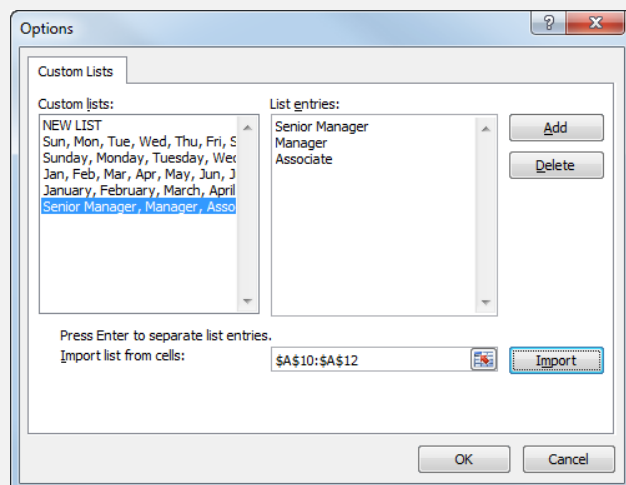 Options
Custom Lists
Custom lists:
NEW LIST
Sun, Mon, Tue, Wed, Thu, Fri, S
Sunday, Monday, Tuesday, Wed
Jan, Feb, Mar, Apr, May, Jun, J
January, February, March, April
Senior Manager, Manager, Asso
List entries:
Senior Manager
Manager
Associate
Add
Delete
Press Enter to separate list entries.
Import list from cells:
$A$10:$A$12
Import
OK
Cancel